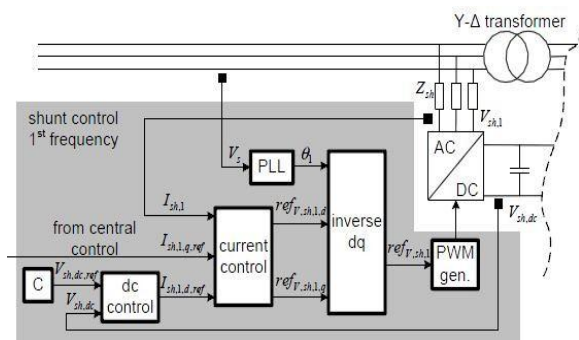 Y-Δ transformer
Z_sh
V_sh,1
shunt control
1st frequency
AC
DC
V_s
PLL
θ_1
I_sh,1
ref_V,sh,1,d
inverse
dq
V_sh,dc
from central
control
I_sh,1,q,ref
current
control
ref_V,sh,1
PWM
gen.
V_sh,dc,ref
C
dc
control
I_sh,1,d,ref
ref_V,sh,1,q
V_sh,dc